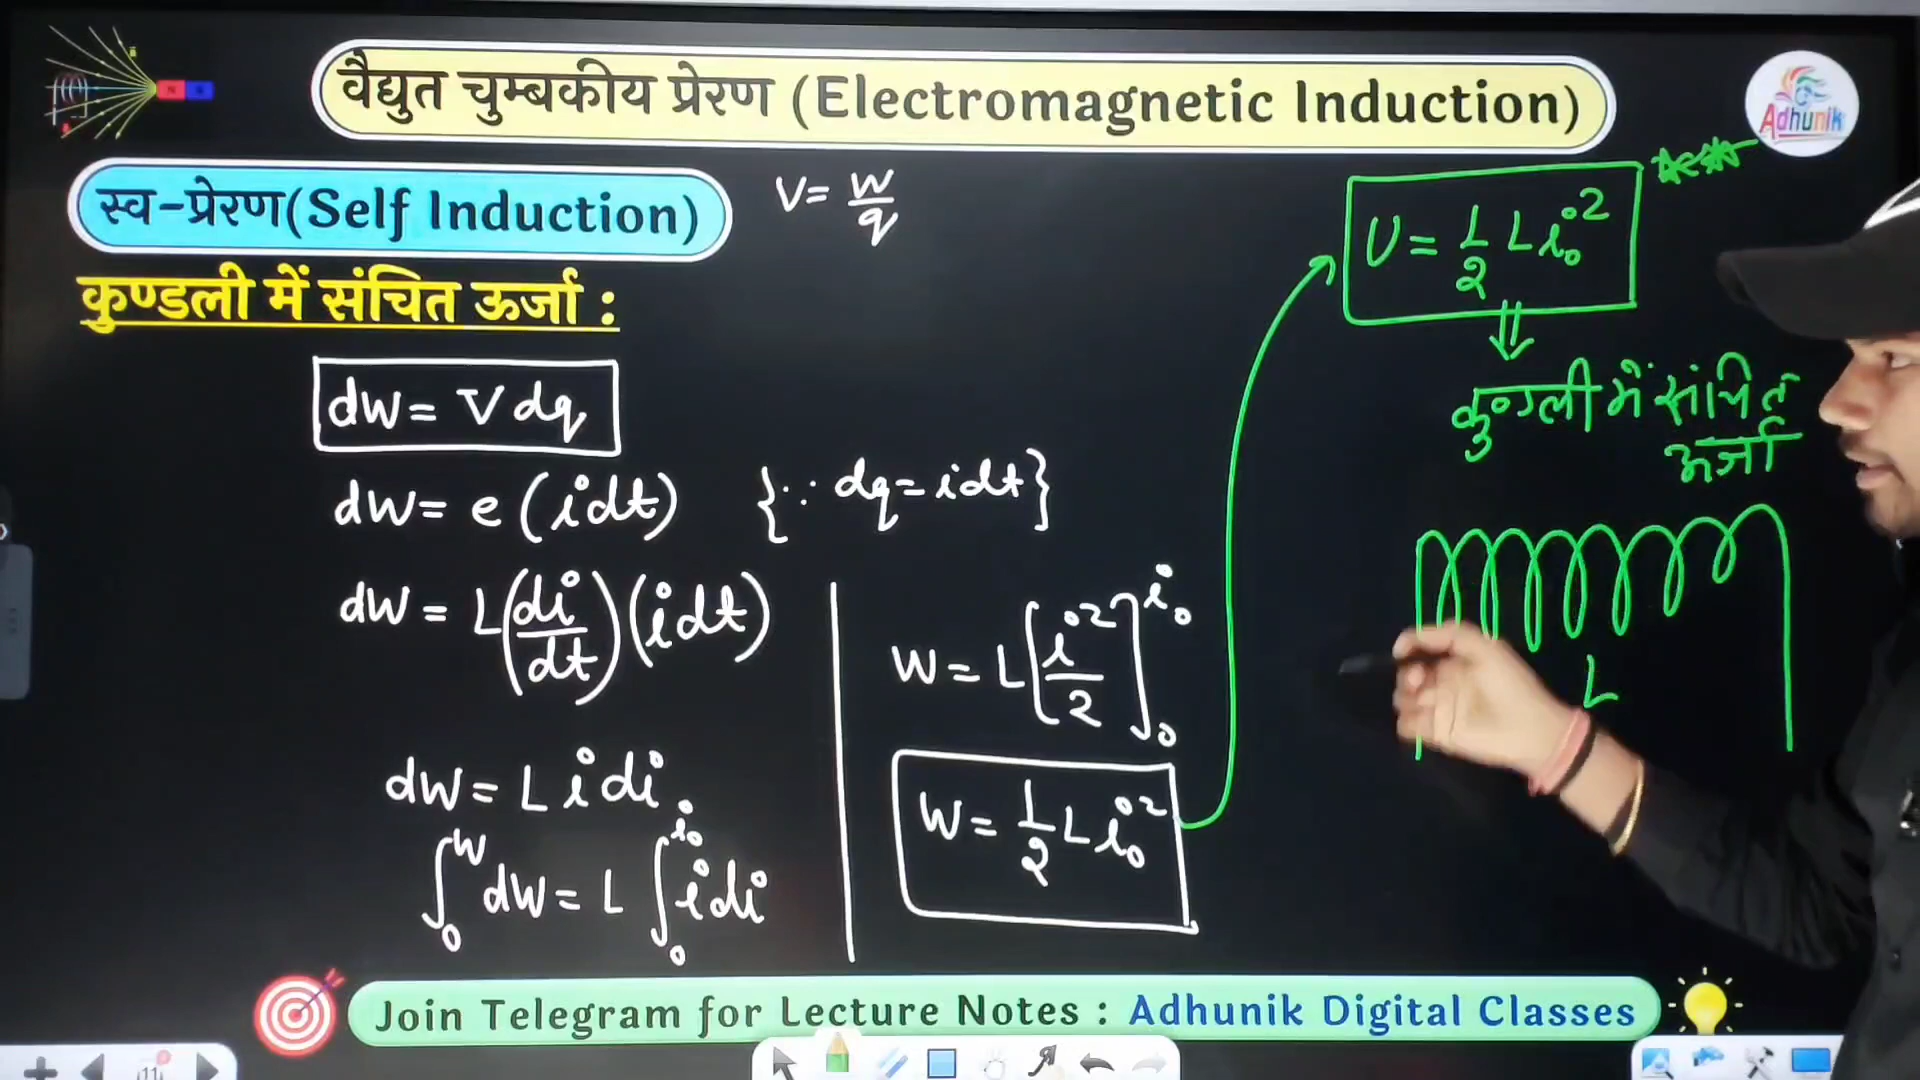 वैद्युत चुम्बकीय प्रेरण (Electromagnetic Induction)
Adhunik
स्व-प्रेरण(Self Induction)
V = W/q
कुण्डली में संचित ऊर्जा :
dW = V dq
dW = e (i dt) {∵ dq = i dt}
dW = L (di/dt) (i dt)
dW = L i di
∫₀ᵂ dW = L ∫₀^i₀ i di
W = L [i²/2]₀^i₀
W = 1/2 L i₀²
U = 1/2 L i₀²
कुण्डली में संचित
ऊर्जा
L
Join Telegram for Lecture Notes : Adhunik Digital Classes
11